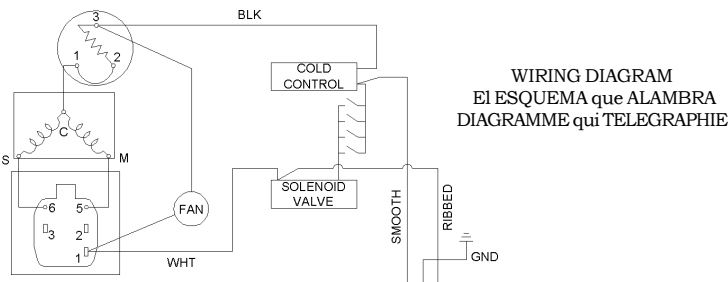 BLK
3
1 2
COLD
CONTROL
WIRING DIAGRAM
El ESQUEMA que ALAMBRA
DIAGRAMME qui TELEGRAPHIE
C
S M
SOLENOID
VALVE
6 5
FAN
3 2
1
WHT
SMOOTH
RIBBED
GND